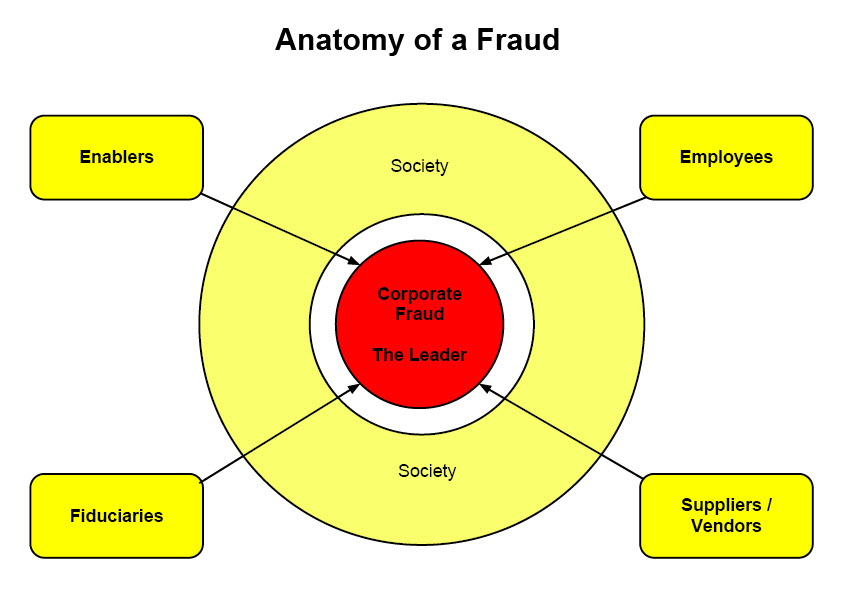 Anatomy of a Fraud
Enablers
Employees
Society
Corporate
Fraud
The Leader
Society
Fiduciaries
Suppliers /
Vendors